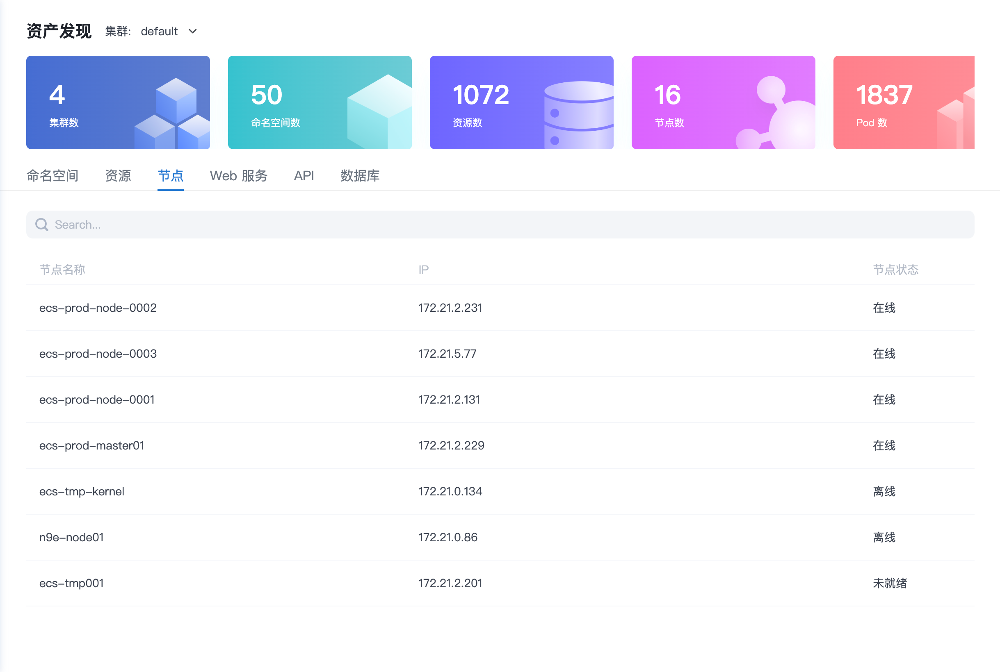 资产发现 集群: default
4 50 1072 16 1837
集群数 命名空间数 资源数 节点数 Pod 数
命名空间 资源 节点 Web 服务 API 数据库
Search...
节点名称 IP 节点状态
ecs-prod-node-0002 172.21.2.231 在线
ecs-prod-node-0003 172.21.5.77 在线
ecs-prod-node-0001 172.21.2.131 在线
ecs-prod-master01 172.21.2.229 在线
ecs-tmp-kernel 172.21.0.134 离线
n9e-node01 172.21.0.86 离线
ecs-tmp001 172.21.2.201 未就绪